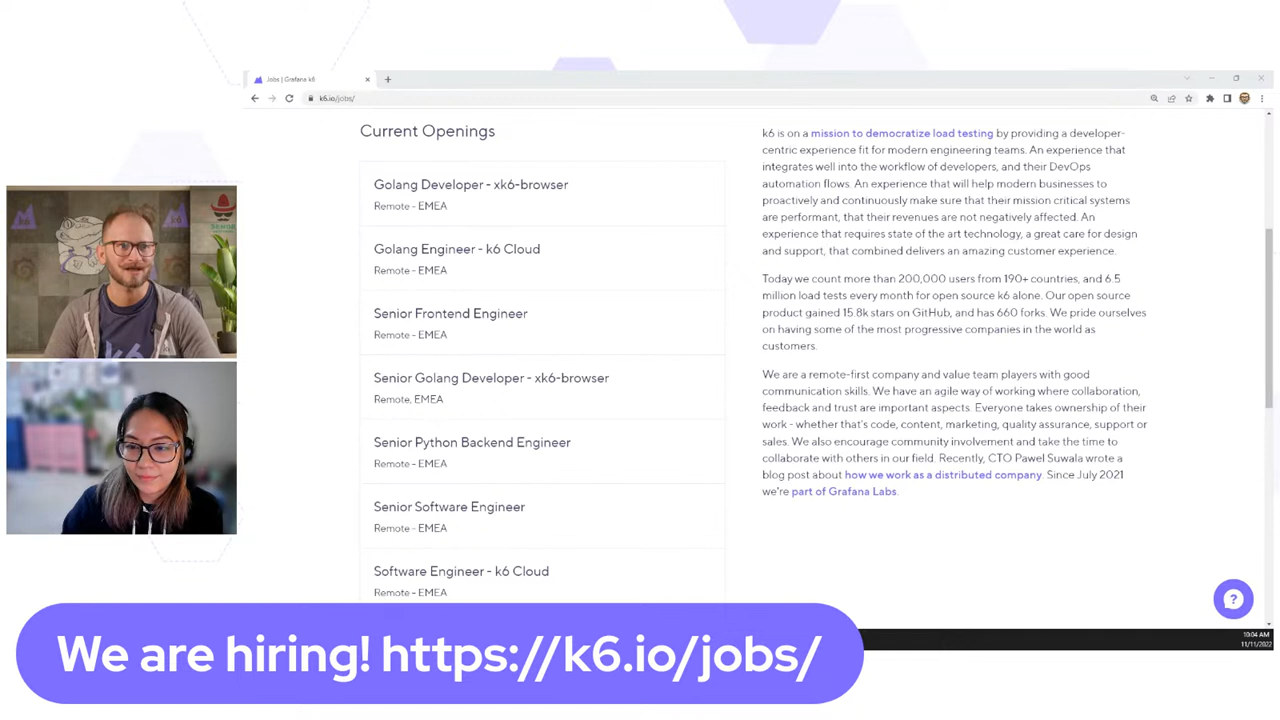 Jobs | Grafana k6
k6.io/jobs/
Current Openings
Golang Developer - xk6-browser
Remote - EMEA
Golang Engineer - k6 Cloud
Remote - EMEA
Senior Frontend Engineer
Remote - EMEA
Senior Golang Developer - xk6-browser
Remote, EMEA
Senior Python Backend Engineer
Remote - EMEA
Senior Software Engineer
Remote - EMEA
Software Engineer - k6 Cloud
Remote - EMEA
k6 is on a mission to democratize load testing by providing a developer-
centric experience fit for modern engineering teams. An experience that
integrates well into the workflow of developers, and their DevOps
automation flows. An experience that will help modern businesses to
proactively and continuously make sure that their mission critical systems
are performant, that their revenues are not negatively affected. An
experience that requires state of the art technology, a great care for design
and support, that combined delivers an amazing customer experience.
Today we count more than 200,000 users from 190+ countries, and 6.5
million load tests every month for open source k6 alone. Our open source
product gained 15.8k stars on GitHub, and has 660 forks. We pride ourselves
on having some of the most progressive companies in the world as
customers.
We are a remote-first company and value team players with good
communication skills. We have an agile way of working where collaboration,
feedback and trust are important aspects. Everyone takes ownership of their
work - whether that's code, content, marketing, quality assurance, support or
sales. We also encourage community involvement and take the time to
collaborate with others in our field. Recently, CTO Pawel Suwala wrote a
blog post about how we work as a distributed company. Since July 2021
we're part of Grafana Labs.
?
10:04 AM
11/11/2022
k6
k6
We are hiring! https://k6.io/jobs/